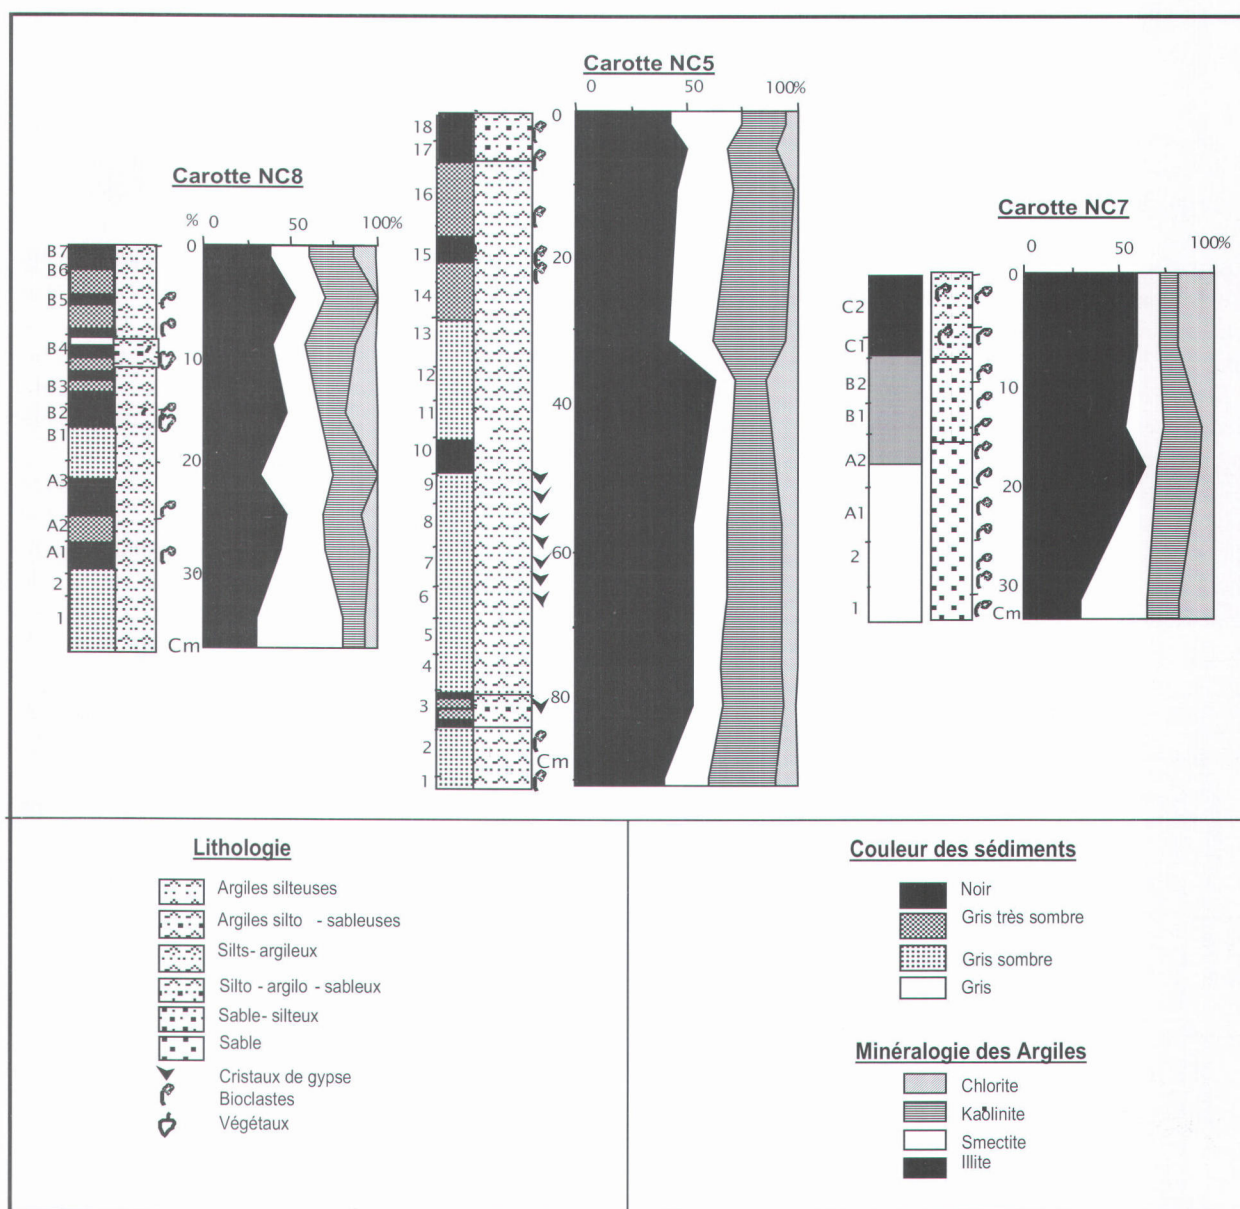 Carotte NC5
0 50 100%
0
18
17
16
15
20
14
13
12
40
11
10
9
8
60
7
6
5
4
80
3
2
Cm
1
Carotte NC8
% 0 50 100%
0
B7
B6
B5
B4
10
B3
B2
B1
20
A3
A2
A1
30
2
1
Cm
Carotte NC7
0 50 100%
0
C2
C1
B2
10
B1
A2
20
A1
2
30
1
Cm
Lithologie
Argiles silteuses
Argiles silto - sableuses
Silts- argileux
Silto - argilo - sableux
Sable- silteux
Sable
Cristaux de gypse
Bioclastes
Végétaux
Couleur des sédiments
Noir
Gris très sombre
Gris sombre
Gris
Minéralogie des Argiles
Chlorite
Kaolinite
Smectite
Illite